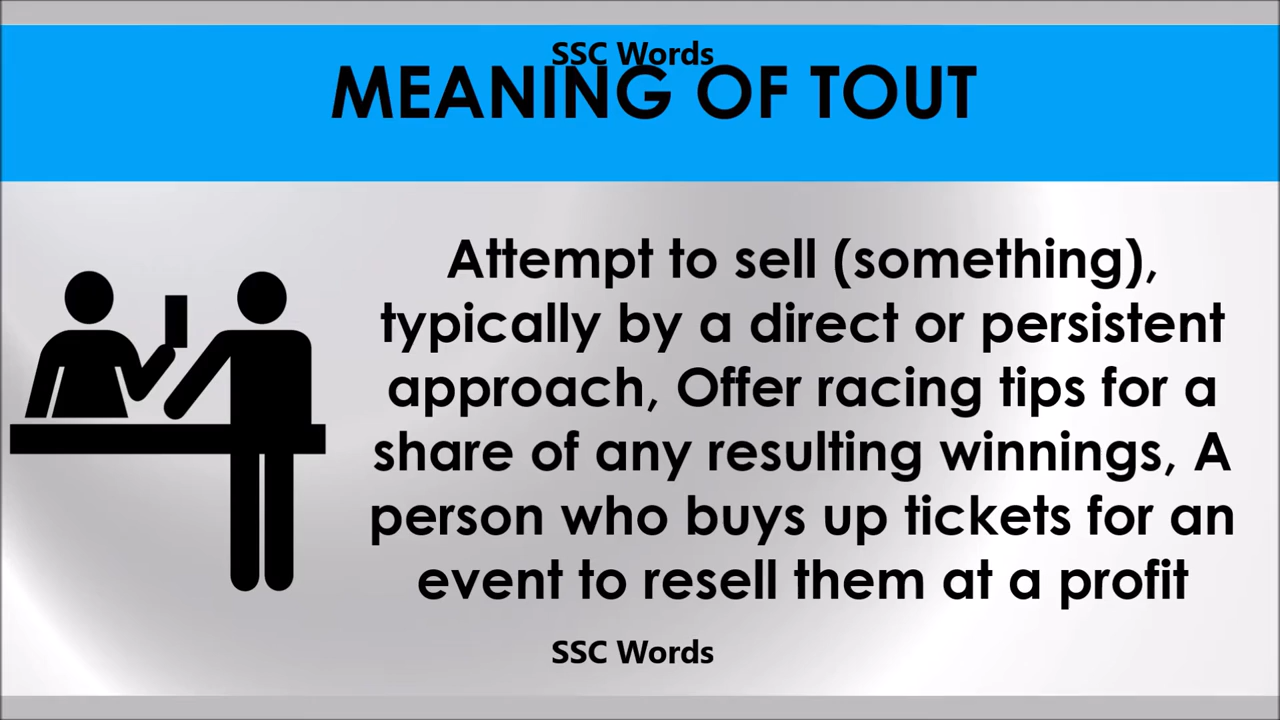 SSC Words
MEANING OF TOUT
Attempt to sell (something),
typically by a direct or persistent
approach, Offer racing tips for a
share of any resulting winnings, A
person who buys up tickets for an
event to resell them at a profit
SSC Words